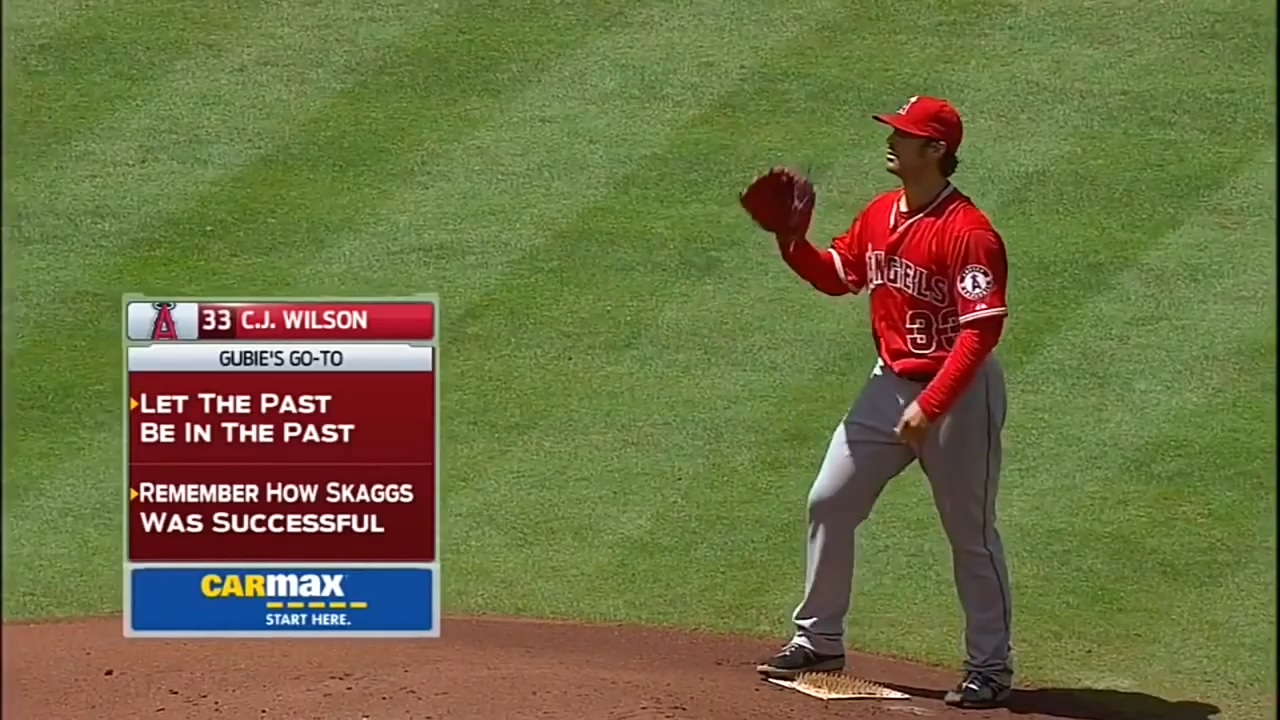 33 C.J. WILSON
GUBIE'S GO-TO
LET THE PAST
BE IN THE PAST
REMEMBER HOW SKAGGS
WAS SUCCESSFUL
CARMAX
START HERE.
ANGELS
33